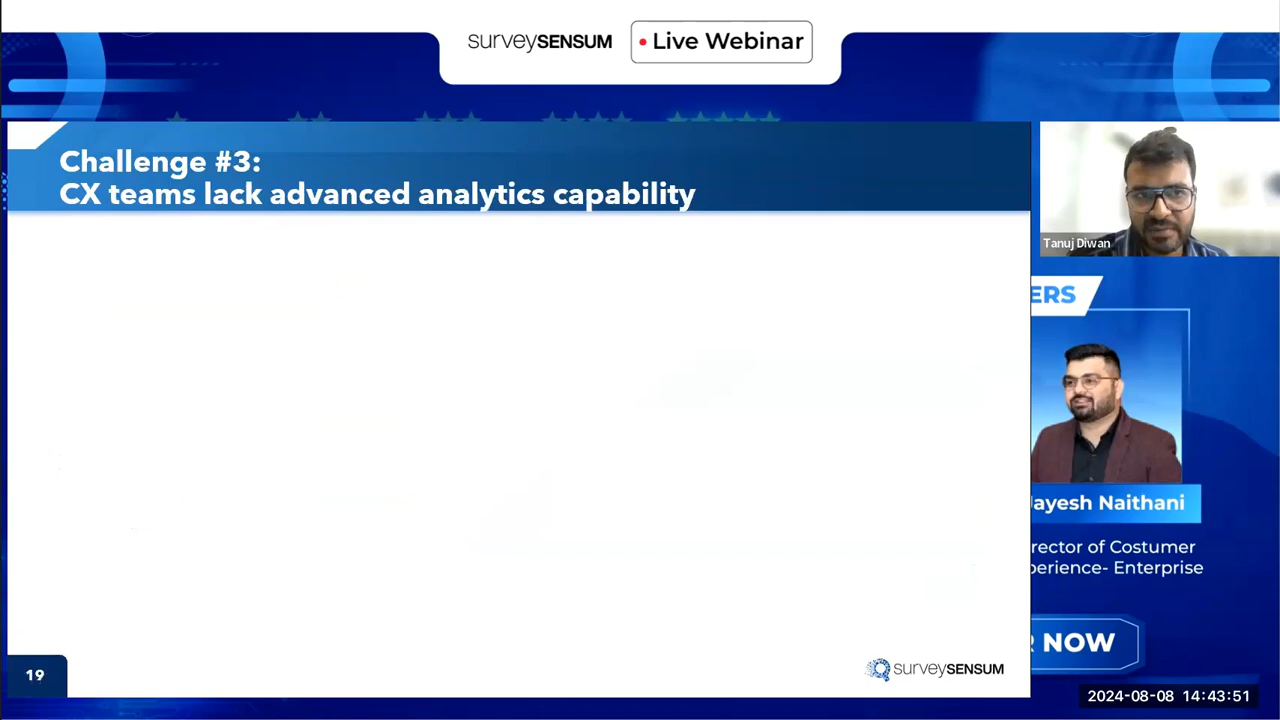 surveySENSUM
Live Webinar
Challenge #3:
CX teams lack advanced analytics capability
Tanuj Diwan
ERS
Jayesh Naithani
rector of Costumer
perience- Enterprise
R NOW
19
surveySENSUM
2024-08-08 14:43:51